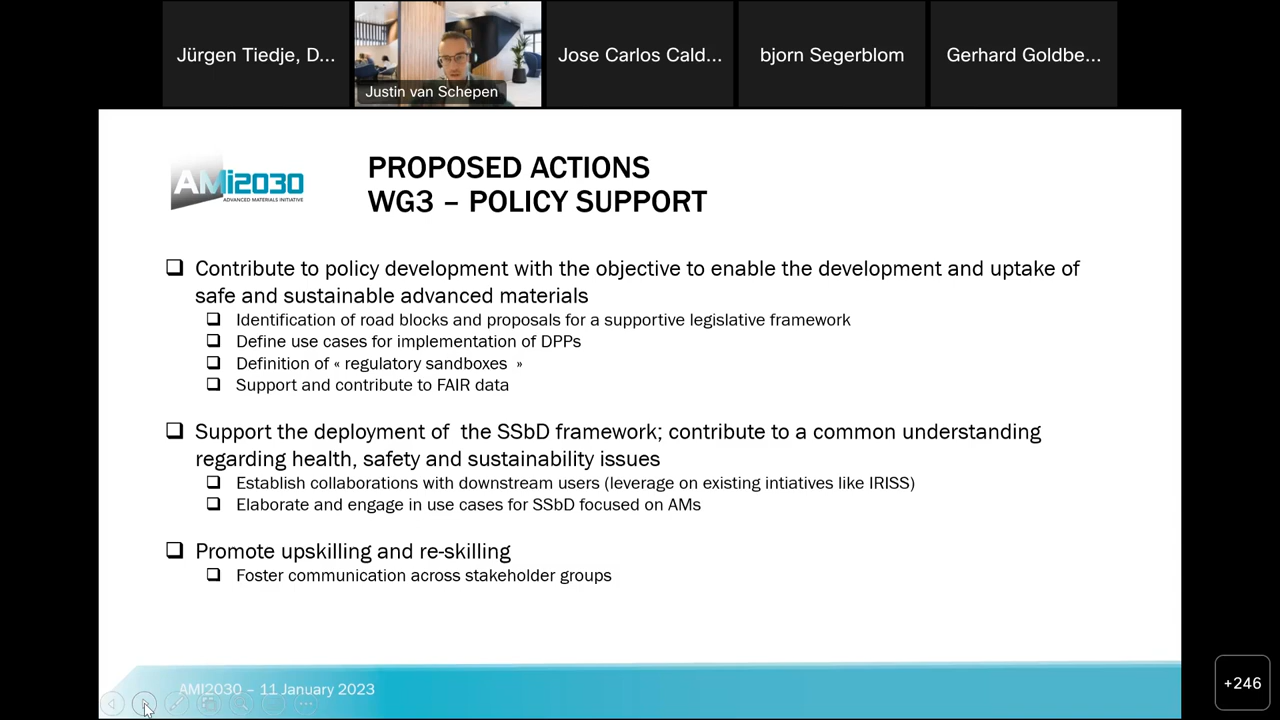 Jürgen Tiedje, D...
Justin van Schepen
Jose Carlos Cald...
bjorn Segerblom
Gerhard Goldbe...
AMi2030
ADVANCED MATERIALS INITIATIVE
PROPOSED ACTIONS
WG3 – POLICY SUPPORT
Contribute to policy development with the objective to enable the development and uptake of
safe and sustainable advanced materials
Identification of road blocks and proposals for a supportive legislative framework
Define use cases for implementation of DPPs
Definition of « regulatory sandboxes »
Support and contribute to FAIR data
Support the deployment of the SSbD framework; contribute to a common understanding
regarding health, safety and sustainability issues
Establish collaborations with downstream users (leverage on existing intiatives like IRISS)
Elaborate and engage in use cases for SSbD focused on AMs
Promote upskilling and re-skilling
Foster communication across stakeholder groups
AMI2030 – 11 January 2023
+246